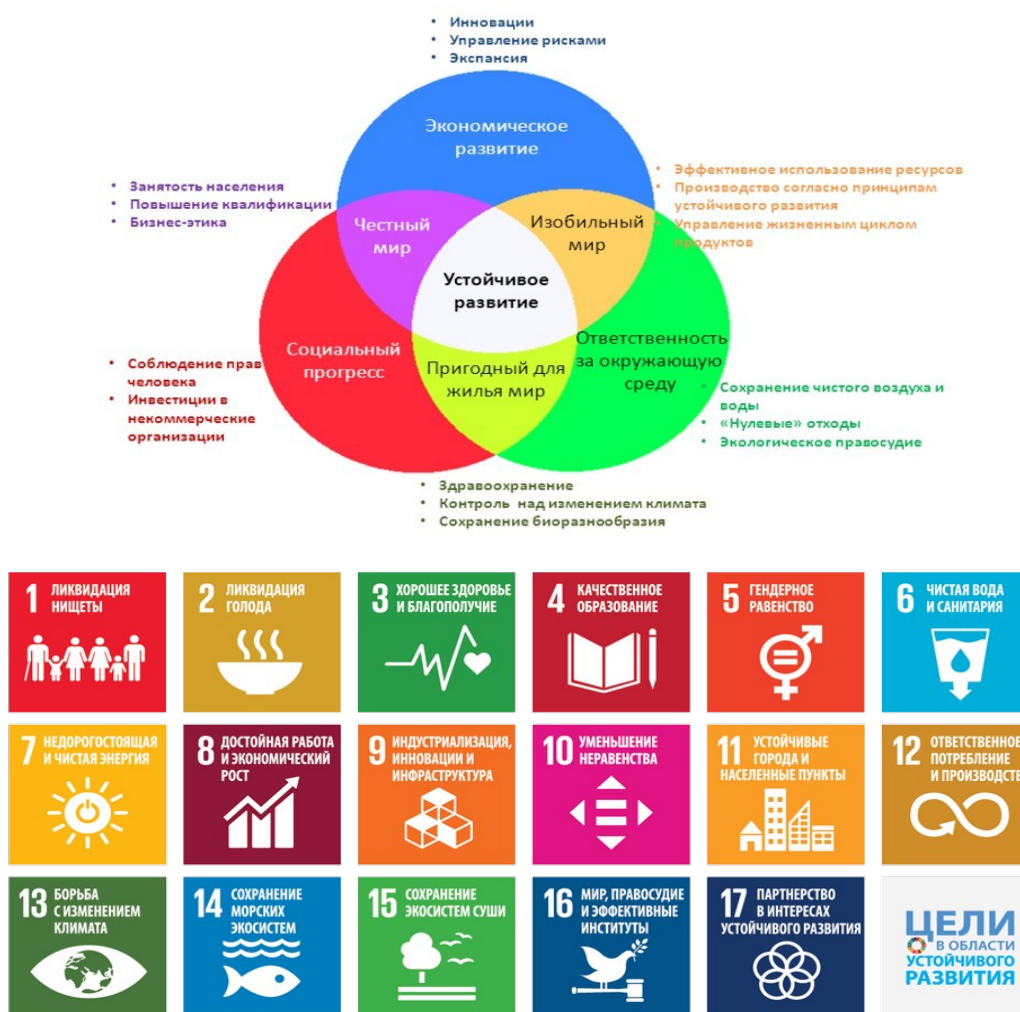 • Инновации
• Управление рисками
• Экспансия
Экономическое
развитие
• Занятость населения
• Повышение квалификации
• Бизнес-этика
• Эффективное использование ресурсов
• Производство согласно принципам
устойчивого развития
• Управление жизненным циклом
продуктов
Честный
мир
Изобильный
мир
Устойчивое
развитие
Социальный
прогресс
Пригодный для
жилья мир
Ответственность
за окружающую
среду
• Соблюдение прав
человека
• Инвестиции в
некоммерческие
организации
• Сохранение чистого воздуха и
воды
• «Нулевые» отходы
• Экологическое правосудие
• Здравоохранение
• Контроль над изменением климата
• Сохранение биоразнообразия
1 ЛИКВИДАЦИЯ
НИЩЕТЫ
2 ЛИКВИДАЦИЯ
ГОЛОДА
3 ХОРОШЕЕ ЗДОРОВЬЕ
И БЛАГОПОЛУЧИЕ
4 КАЧЕСТВЕННОЕ
ОБРАЗОВАНИЕ
5 ГЕНДЕРНОЕ
РАВЕНСТВО
6 ЧИСТАЯ ВОДА
И САНИТАРИЯ
7 НЕДОРОГОСТОЯЩАЯ
И ЧИСТАЯ ЭНЕРГИЯ
8 ДОСТОЙНАЯ РАБОТА
И ЭКОНОМИЧЕСКИЙ
РОСТ
9 ИНДУСТРИАЛИЗАЦИЯ,
ИННОВАЦИИ И
ИНФРАСТРУКТУРА
10 УМЕНЬШЕНИЕ
НЕРАВЕНСТВА
11 УСТОЙЧИВЫЕ
ГОРОДА И
НАСЕЛЕННЫЕ ПУНКТЫ
12 ОТВЕТСТВЕННОЕ
ПОТРЕБЛЕНИЕ
И ПРОИЗВОДСТВ
13 БОРЬБА
С ИЗМЕНЕНИЕМ
КЛИМАТА
14 СОХРАНЕНИЕ
МОРСКИХ
ЭКОСИСТЕМ
15 СОХРАНЕНИЕ
ЭКОСИСТЕМ СУШИ
16 МИР, ПРАВОСУДИЕ
И ЭФФЕКТИВНЫЕ
ИНСТИТУТЫ
17 ПАРТНЕРСТВО
В ИНТЕРЕСАХ
УСТОЙЧИВОГО РАЗВИТИЯ
ЦЕЛИ
В ОБЛАСТИ
УСТОЙЧИВОГО
РАЗВИТИЯ